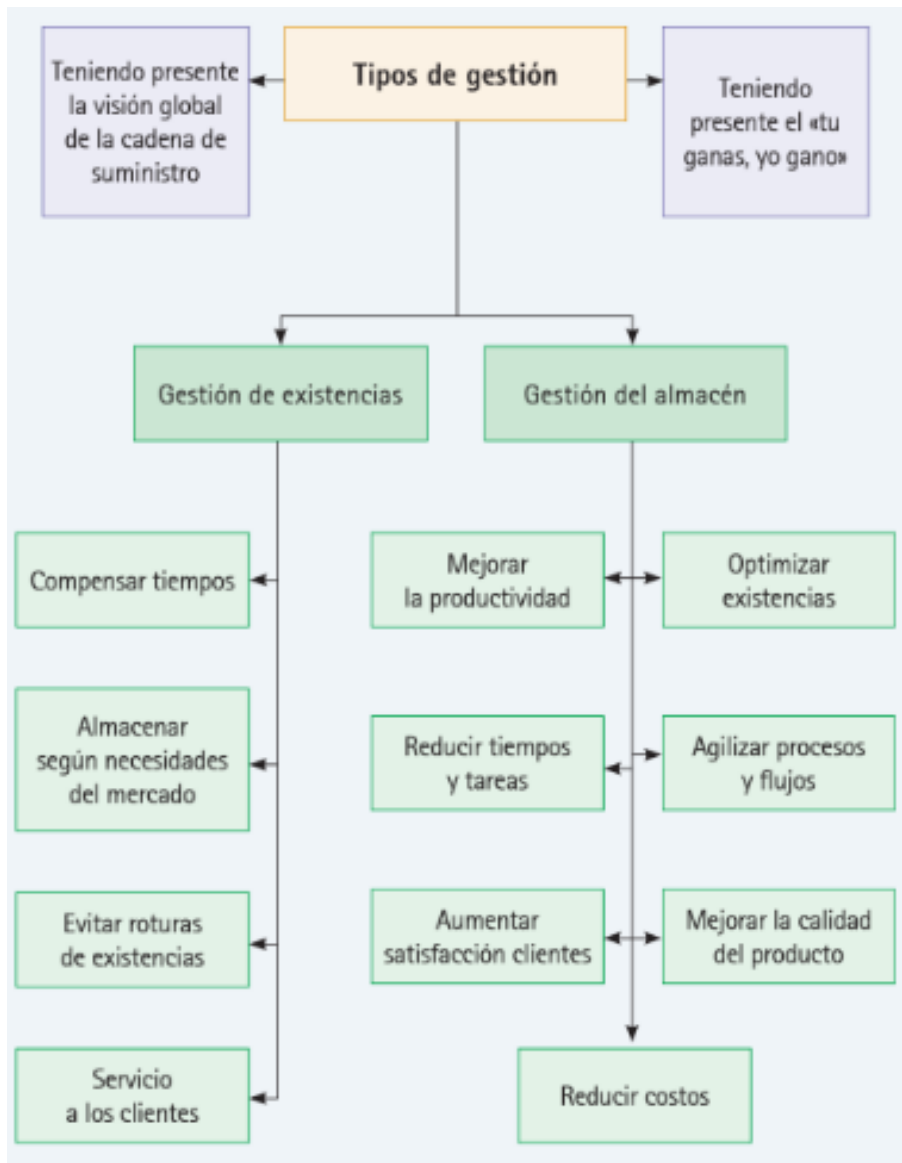 Tipos de gestión
Teniendo presente
la visión global
de la cadena de
suministro
Teniendo
presente el «tu
ganas, yo gano»
Gestión de existencias
Gestión del almacén
Compensar tiempos
Almacenar
según necesidades
del mercado
Evitar roturas
de existencias
Servicio
a los clientes
Mejorar
la productividad
Optimizar
existencias
Reducir tiempos
y tareas
Agilizar procesos
y flujos
Aumentar
satisfacción clientes
Mejorar la calidad
del producto
Reducir costos